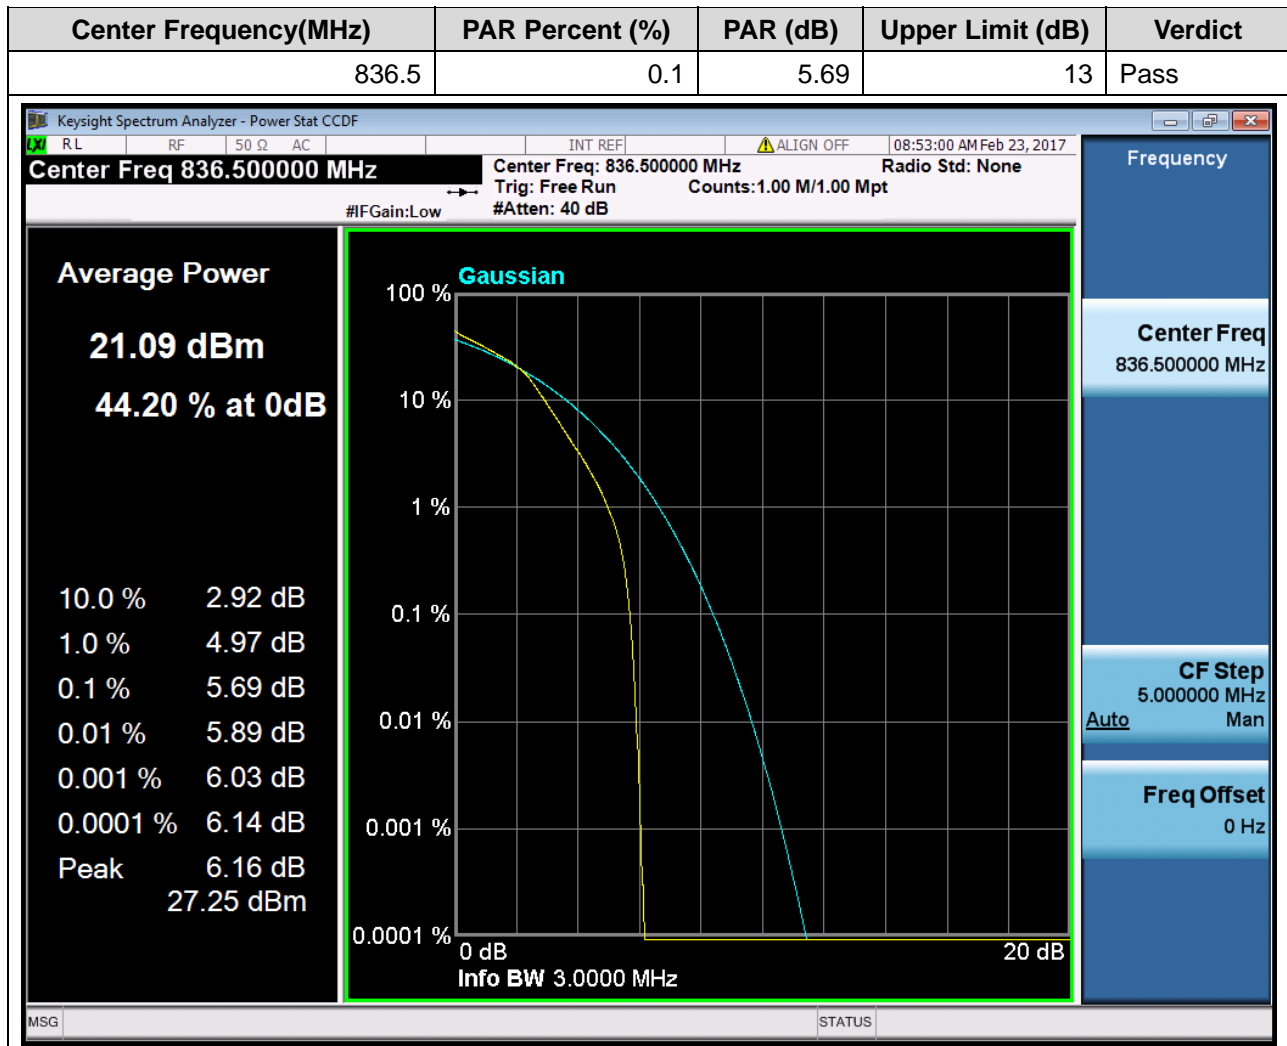 Center Frequency(MHz) PAR Percent (%) PAR (dB) Upper Limit (dB) Verdict
836.5 0.1 5.69 13 Pass
Keysight Spectrum Analyzer - Power Stat CCDF
LXI RL RF 50 Ω AC INT REF ALIGN OFF 08:53:00 AM Feb 23, 2017
Center Freq 836.500000 MHz
#IFGain:Low
Center Freq: 836.500000 MHz Radio Std: None
Trig: Free Run Counts:1.00 M/1.00 Mpt
#Atten: 40 dB
Average Power
21.09 dBm
44.20 % at 0dB
10.0 % 2.92 dB
1.0 % 4.97 dB
0.1 % 5.69 dB
0.01 % 5.89 dB
0.001 % 6.03 dB
0.0001 % 6.14 dB
Peak 6.16 dB
27.25 dBm
Gaussian
100 %
10 %
1 %
0.1 %
0.01 %
0.001 %
0.0001 %
0 dB 20 dB
Info BW 3.0000 MHz
Frequency
Center Freq
836.500000 MHz
CF Step
5.000000 MHz
Auto Man
Freq Offset
0 Hz
MSG STATUS